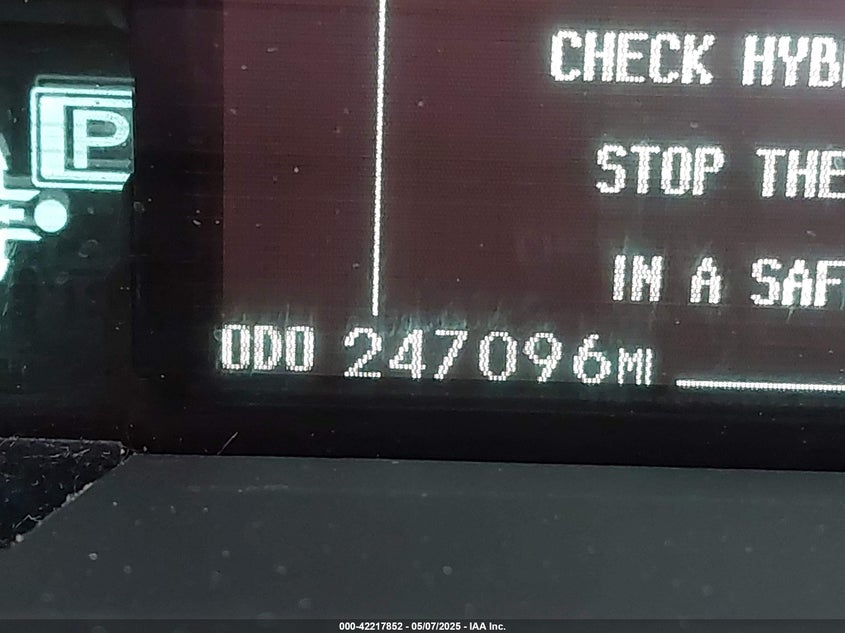 CHECK HYB
STOP THE
IN A SAF
P
ODO 247096MI
000-42217852 - 05/07/2025 - IAA Inc.